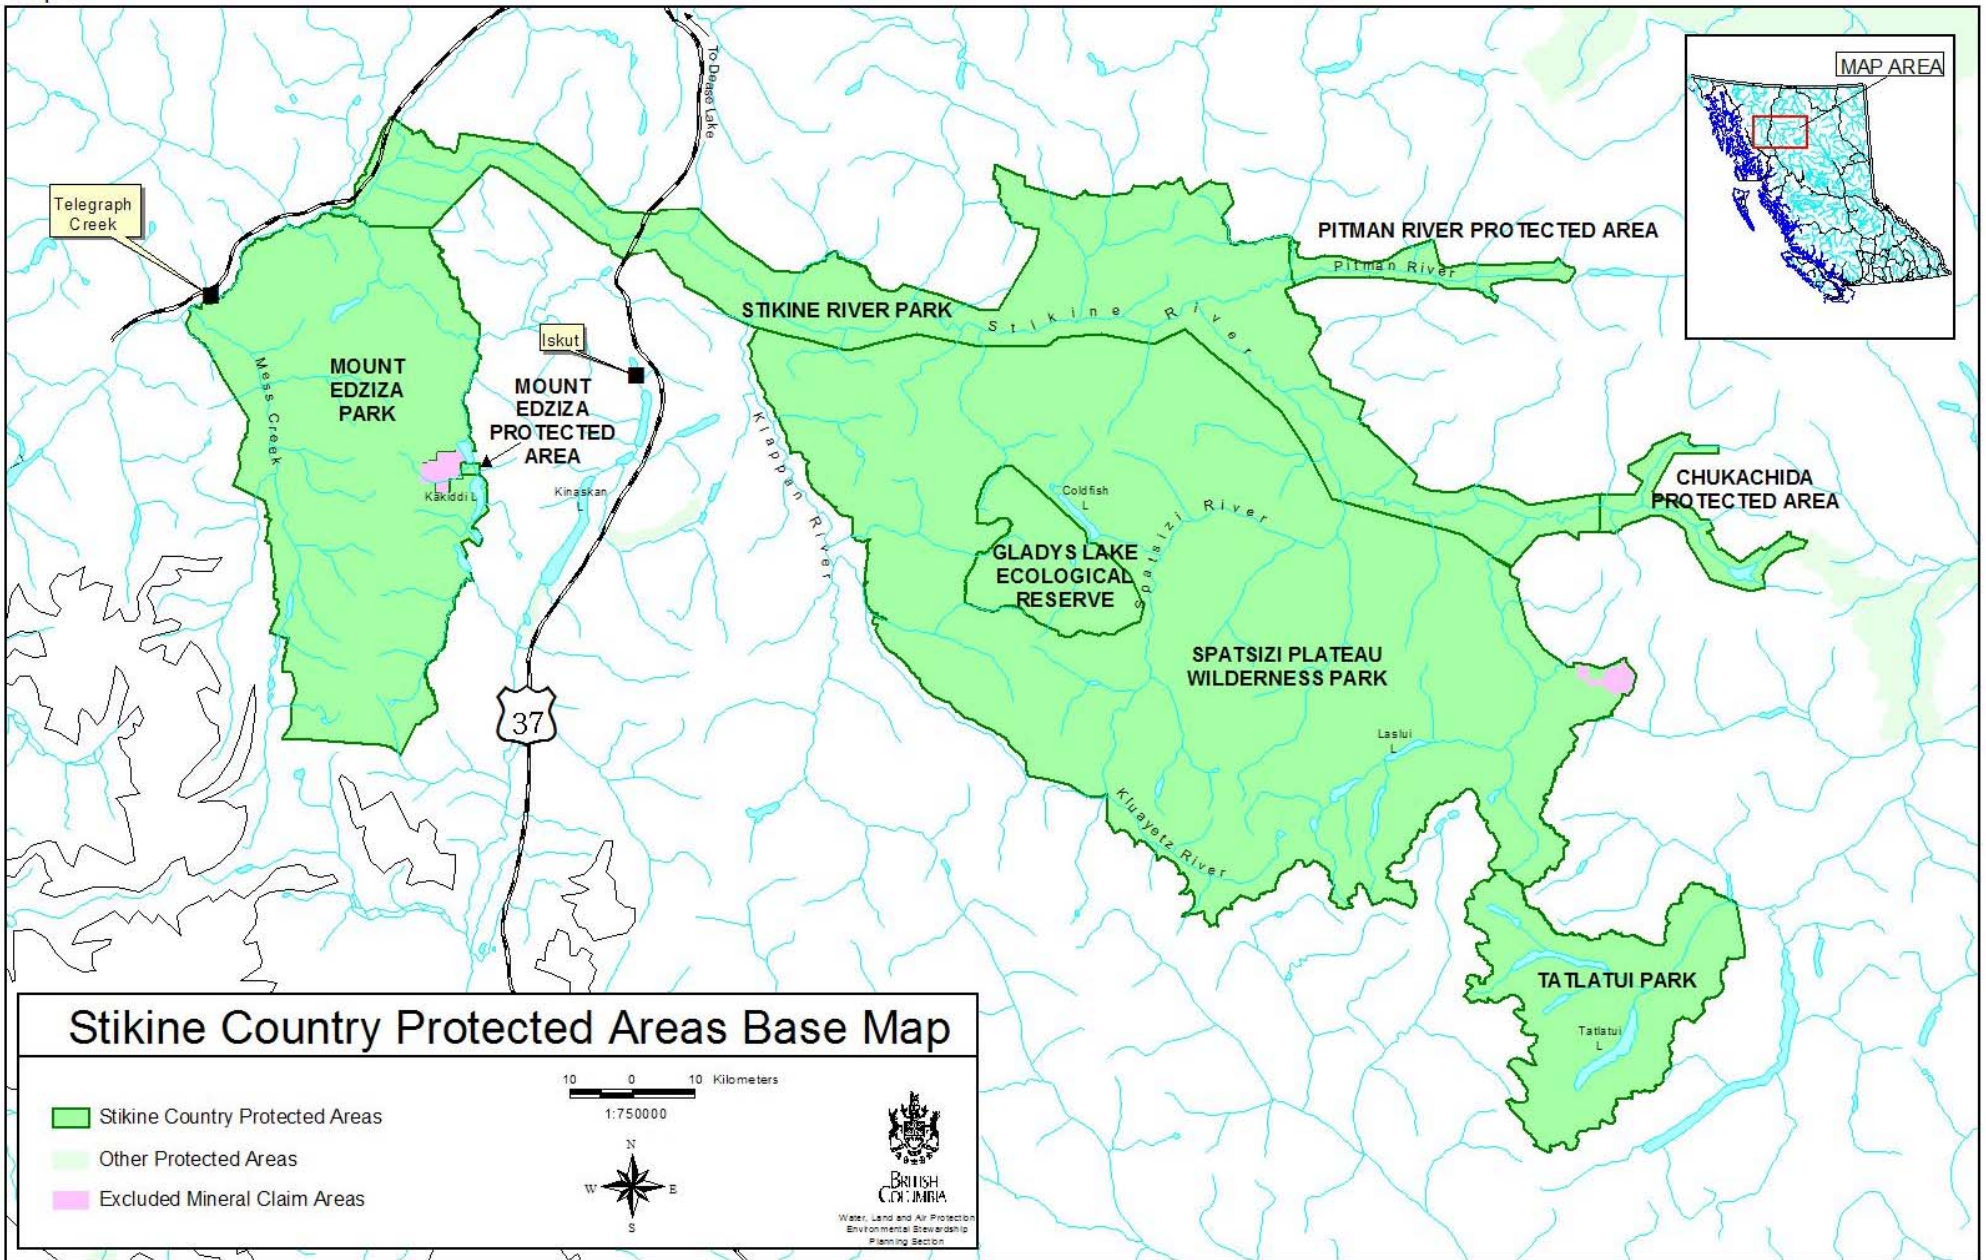 To Dease Lake
MAP AREA
Telegraph
Creek
PITMAN RIVER PROTECTED AREA
Pitman River
STIKINE RIVER PARK
Stikine River
Iskut
MOUNT
EDZIZA
PARK
Mess Creek
MOUNT
EDZIZA
PROTECTED
AREA
Kakiddi L
Kinaskan
L
Klappan River
Coldfish
L
Spatsizi River
GLADYS LAKE
ECOLOGICAL
RESERVE
CHUKACHIDA
PROTECTED AREA
SPATSIZI PLATEAU
WILDERNESS PARK
37
Laslui
L
Kluayetz River
TATLATUI PARK
Tatlatui
L
Stikine Country Protected Areas Base Map
10 0 10 Kilometers
1:750000
Stikine Country Protected Areas
Other Protected Areas
Excluded Mineral Claim Areas
N
W E
S
BRITISH
COLUMBIA
Water, Land and Air Protection
Environmental Stewardship
Planning Section